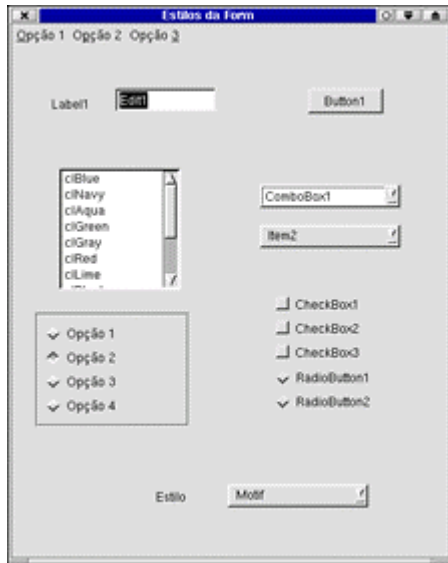 Estilos da Form
Opção 1 Opção 2 Opção 3
Label1 Edit1 Button1
clBlue
clNavy
clAqua
clGreen
clGray
clRed
clLime
ComboBox1
Item2
Opção 1
Opção 2
Opção 3
Opção 4
CheckBox1
CheckBox2
CheckBox3
RadioButton1
RadioButton2
Estilo Motif